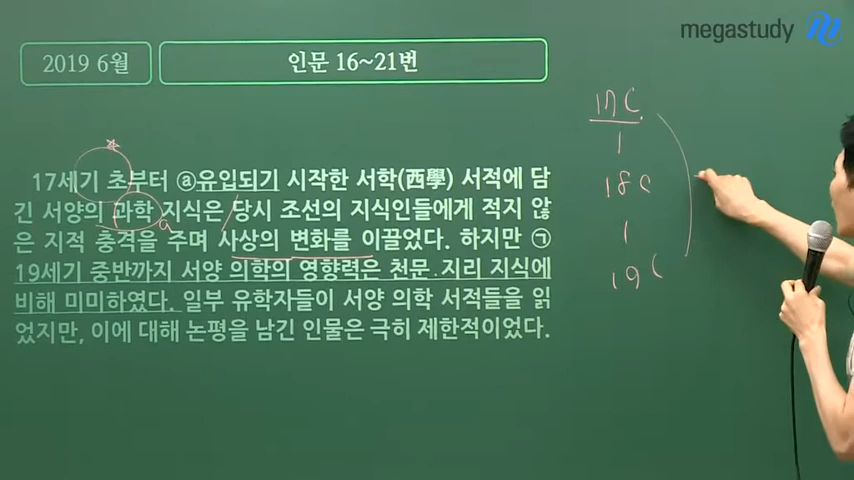 megastudy
2019 6월
인문 16~21번
17세기 초부터 ⓐ유입되기 시작한 서학(西學) 서적에 담
긴 서양의 과학 지식은 당시 조선의 지식인들에게 적지 않
은 지적 충격을 주며 사상의 변화를 이끌었다. 하지만 ㉠
19세기 중반까지 서양 의학의 영향력은 천문·지리 지식에
비해 미미하였다. 일부 유학자들이 서양 의학 서적들을 읽
었지만, 이에 대해 논평을 남긴 인물은 극히 제한적이었다.
a
17C
18C
19C